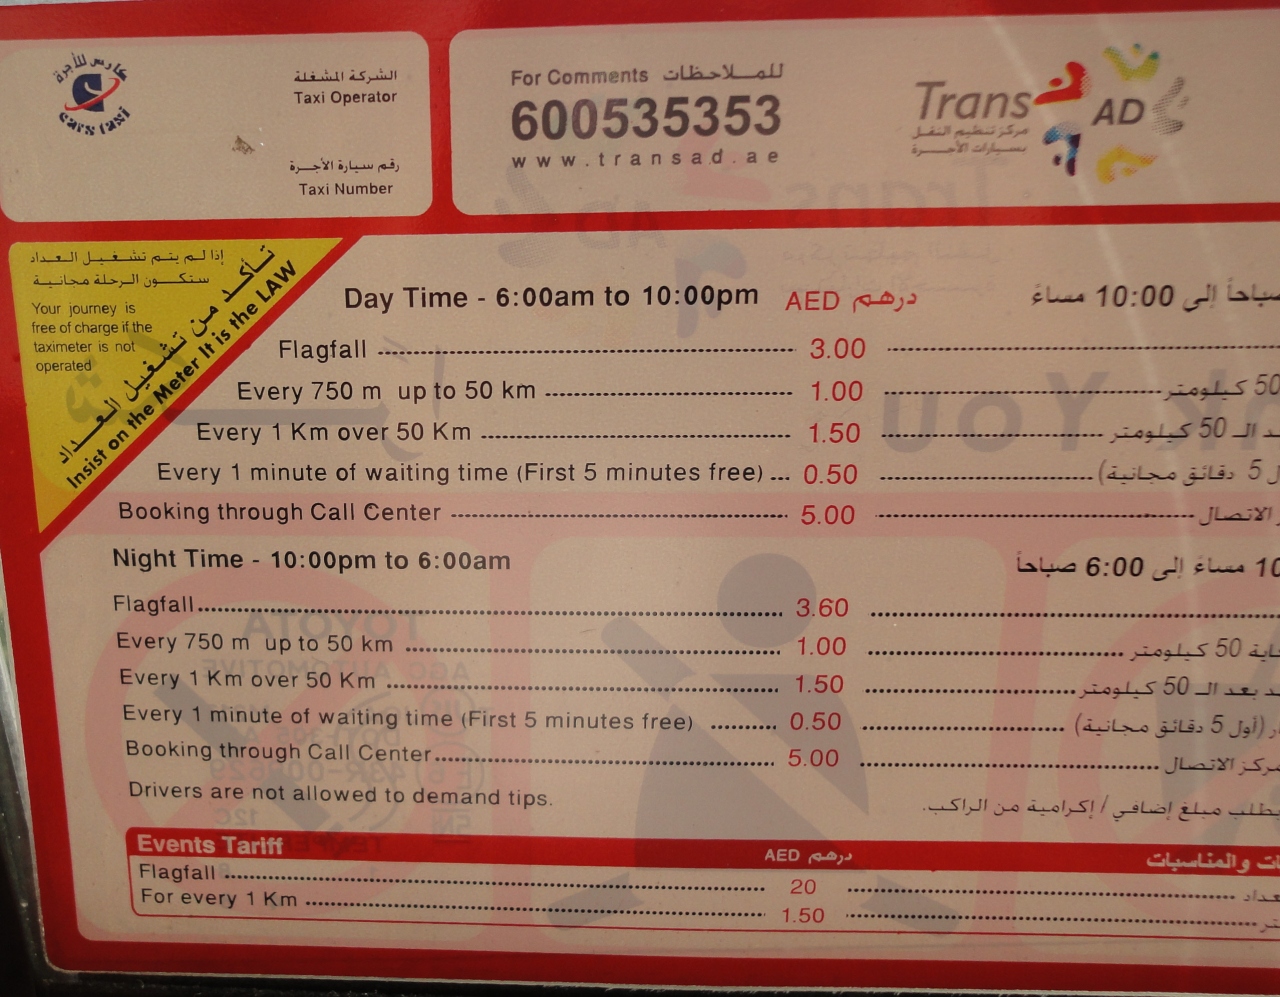 كارس للأجرة
cars taxi
الشركة المشغلة
Taxi Operator
رقم سيارة الأجرة
Taxi Number
For Comments للمــلاحظات
600535353
www.transad.ae
Trans AD
مركز تنظيم النقل
بسيارات الأجـــرة
إذا لم يتم تشغيل العداد
ستكون الرحلة مجانية
Your journey is
free of charge if the
taximeter is not
operated
تأكد من تشغيل العداد
Insist on the Meter It is the LAW
Day Time - 6:00am to 10:00pm AED درهم صباحاً إلى 10:00 مساءً
Flagfall 3.00
Every 750 m up to 50 km 1.00 50 كيلومتر
Every 1 Km over 50 Km 1.50 الـ 50 كيلومتر
Every 1 minute of waiting time (First 5 minutes free) ... 0.50 5 دقائق مجانية)
Booking through Call Center 5.00 الاتصال
Night Time - 10:00pm to 6:00am 10 مساءً إلى 6:00 صباحاً
Flagfall 3.60
Every 750 m up to 50 km 1.00 50 كيلومتر
Every 1 Km over 50 Km 1.50 بعد الـ 50 كيلومتر
Every 1 minute of waiting time (First 5 minutes free) 0.50 (أول 5 دقائق مجانية)
Booking through Call Center 5.00 مركز الاتصال
Drivers are not allowed to demand tips. يطلب مبلغ إضافي / إكرامية من الراكب.
Events Tariff AED درهم والمناسبات
Flagfall 20
For every 1 Km 1.50